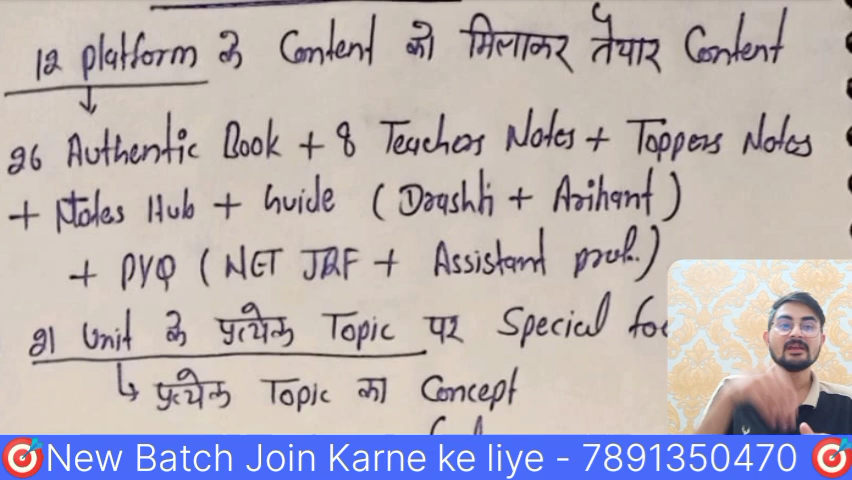 12 Platform के Content को मिलाकर तैयार Content
26 Authentic Book + 8 Teachers Notes + Toppers Notes
+ Notes Hub + Guide ( Drashti + Arihant )
+ PYQ ( NET JRF + Assistant prof. )
21 Unit के प्रत्येक Topic पर Special
↳ प्रत्येक Topic का Concept
🎯New Batch Join Karne ke liye - 7891350470 🎯